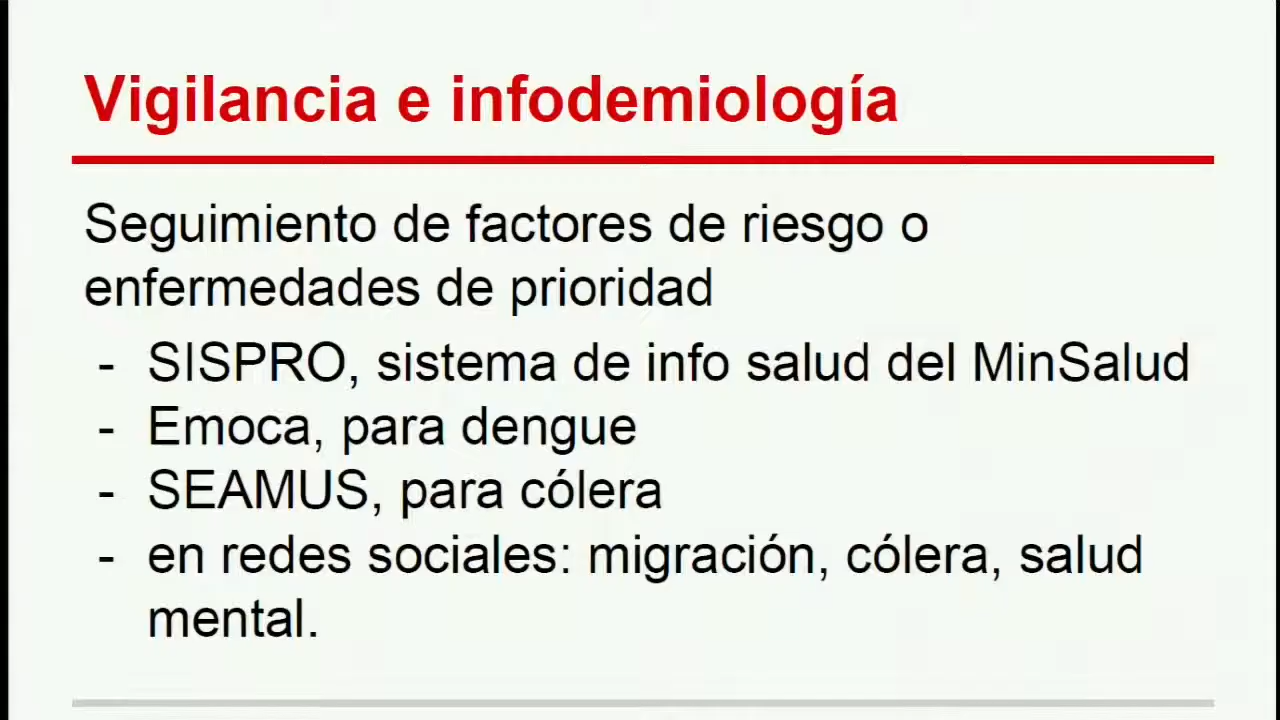 Vigilancia e infodemiología
Seguimiento de factores de riesgo o
enfermedades de prioridad
- SISPRO, sistema de info salud del MinSalud
- Emoca, para dengue
- SEAMUS, para cólera
- en redes sociales: migración, cólera, salud
mental.